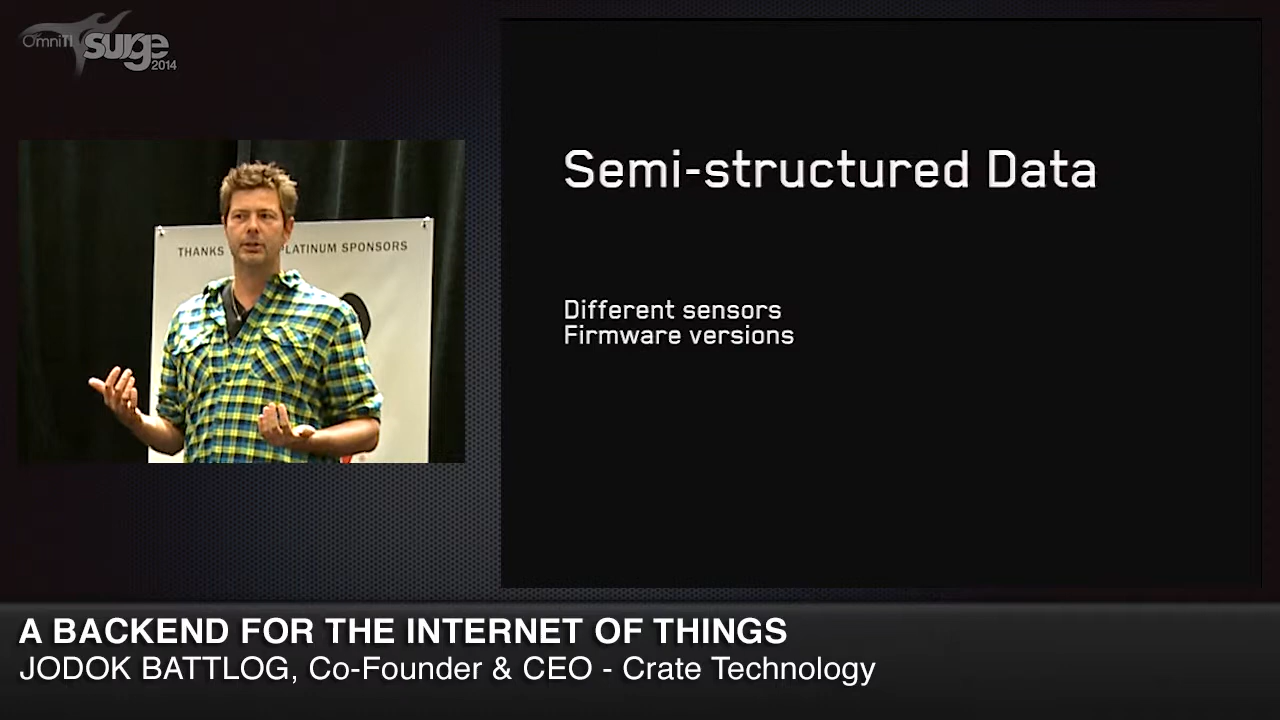 OmniTI surge 2014
THANKS LATINUM SPONSORS
Semi-structured Data
Different sensors
Firmware versions
A BACKEND FOR THE INTERNET OF THINGS
JODOK BATTLOG, Co-Founder & CEO - Crate Technology